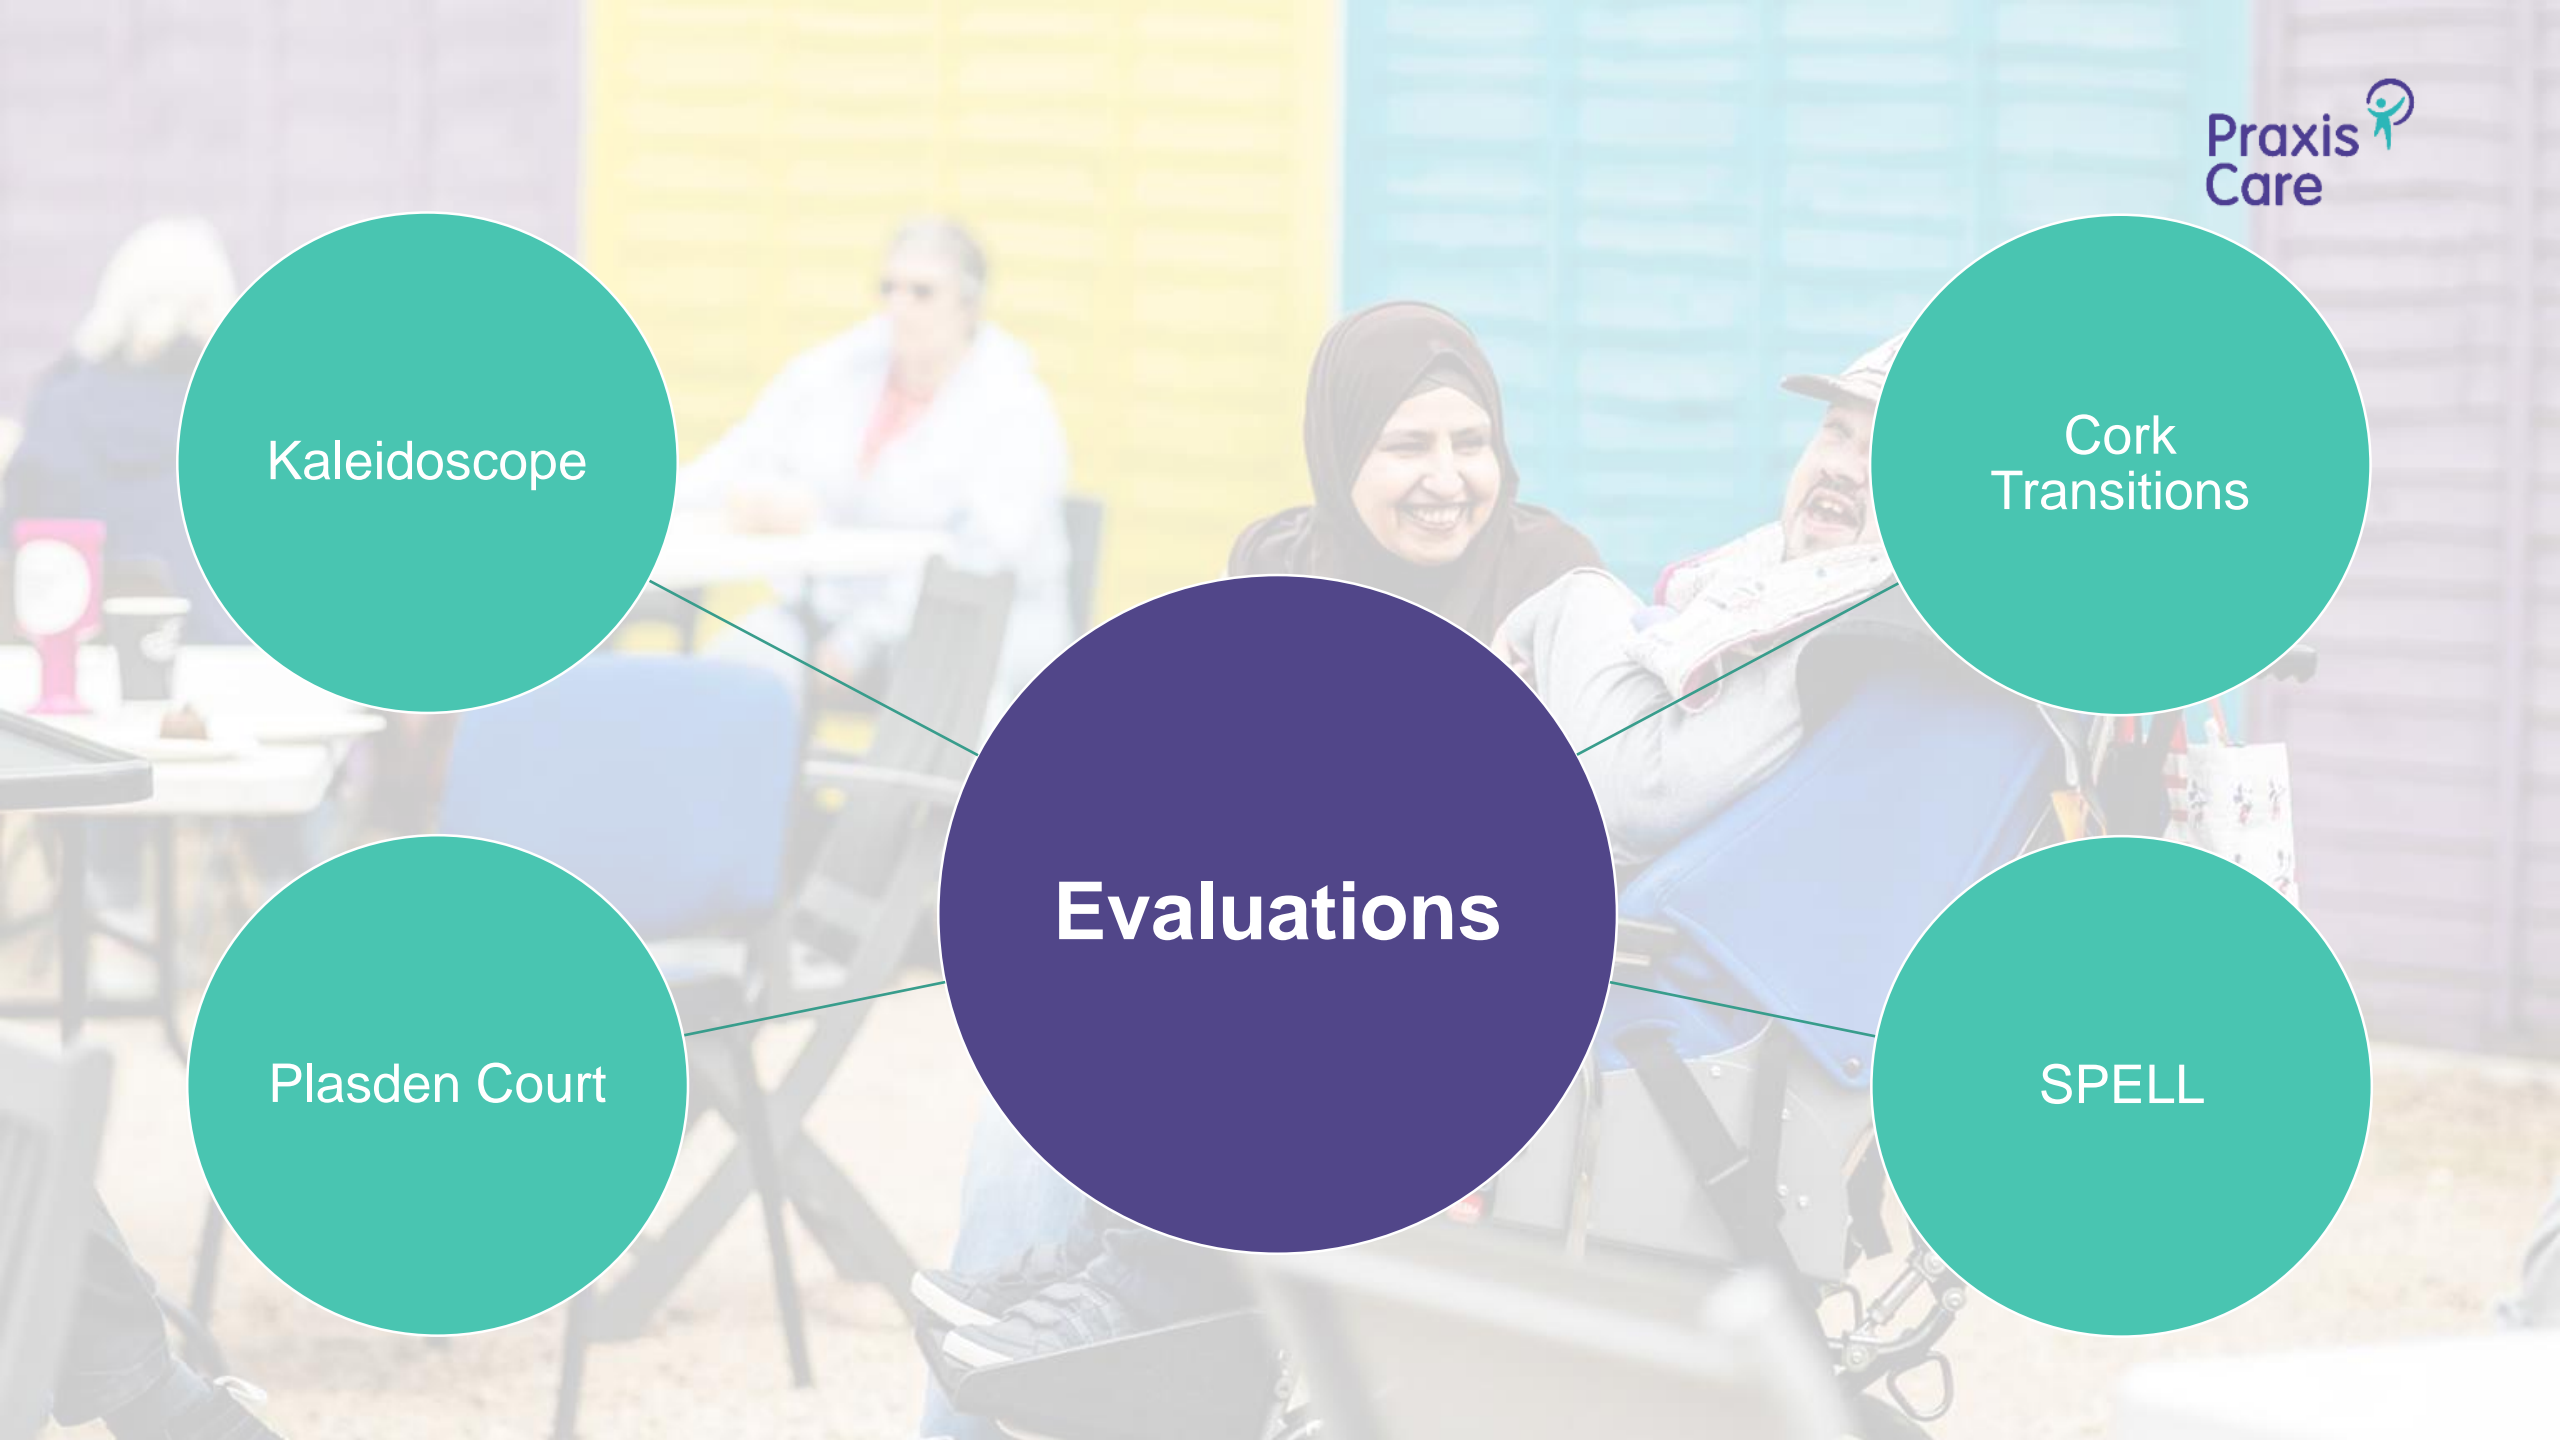 Praxis
Care
Kaleidoscope
Cork
Transitions
Evaluations
Plasden Court
SPELL